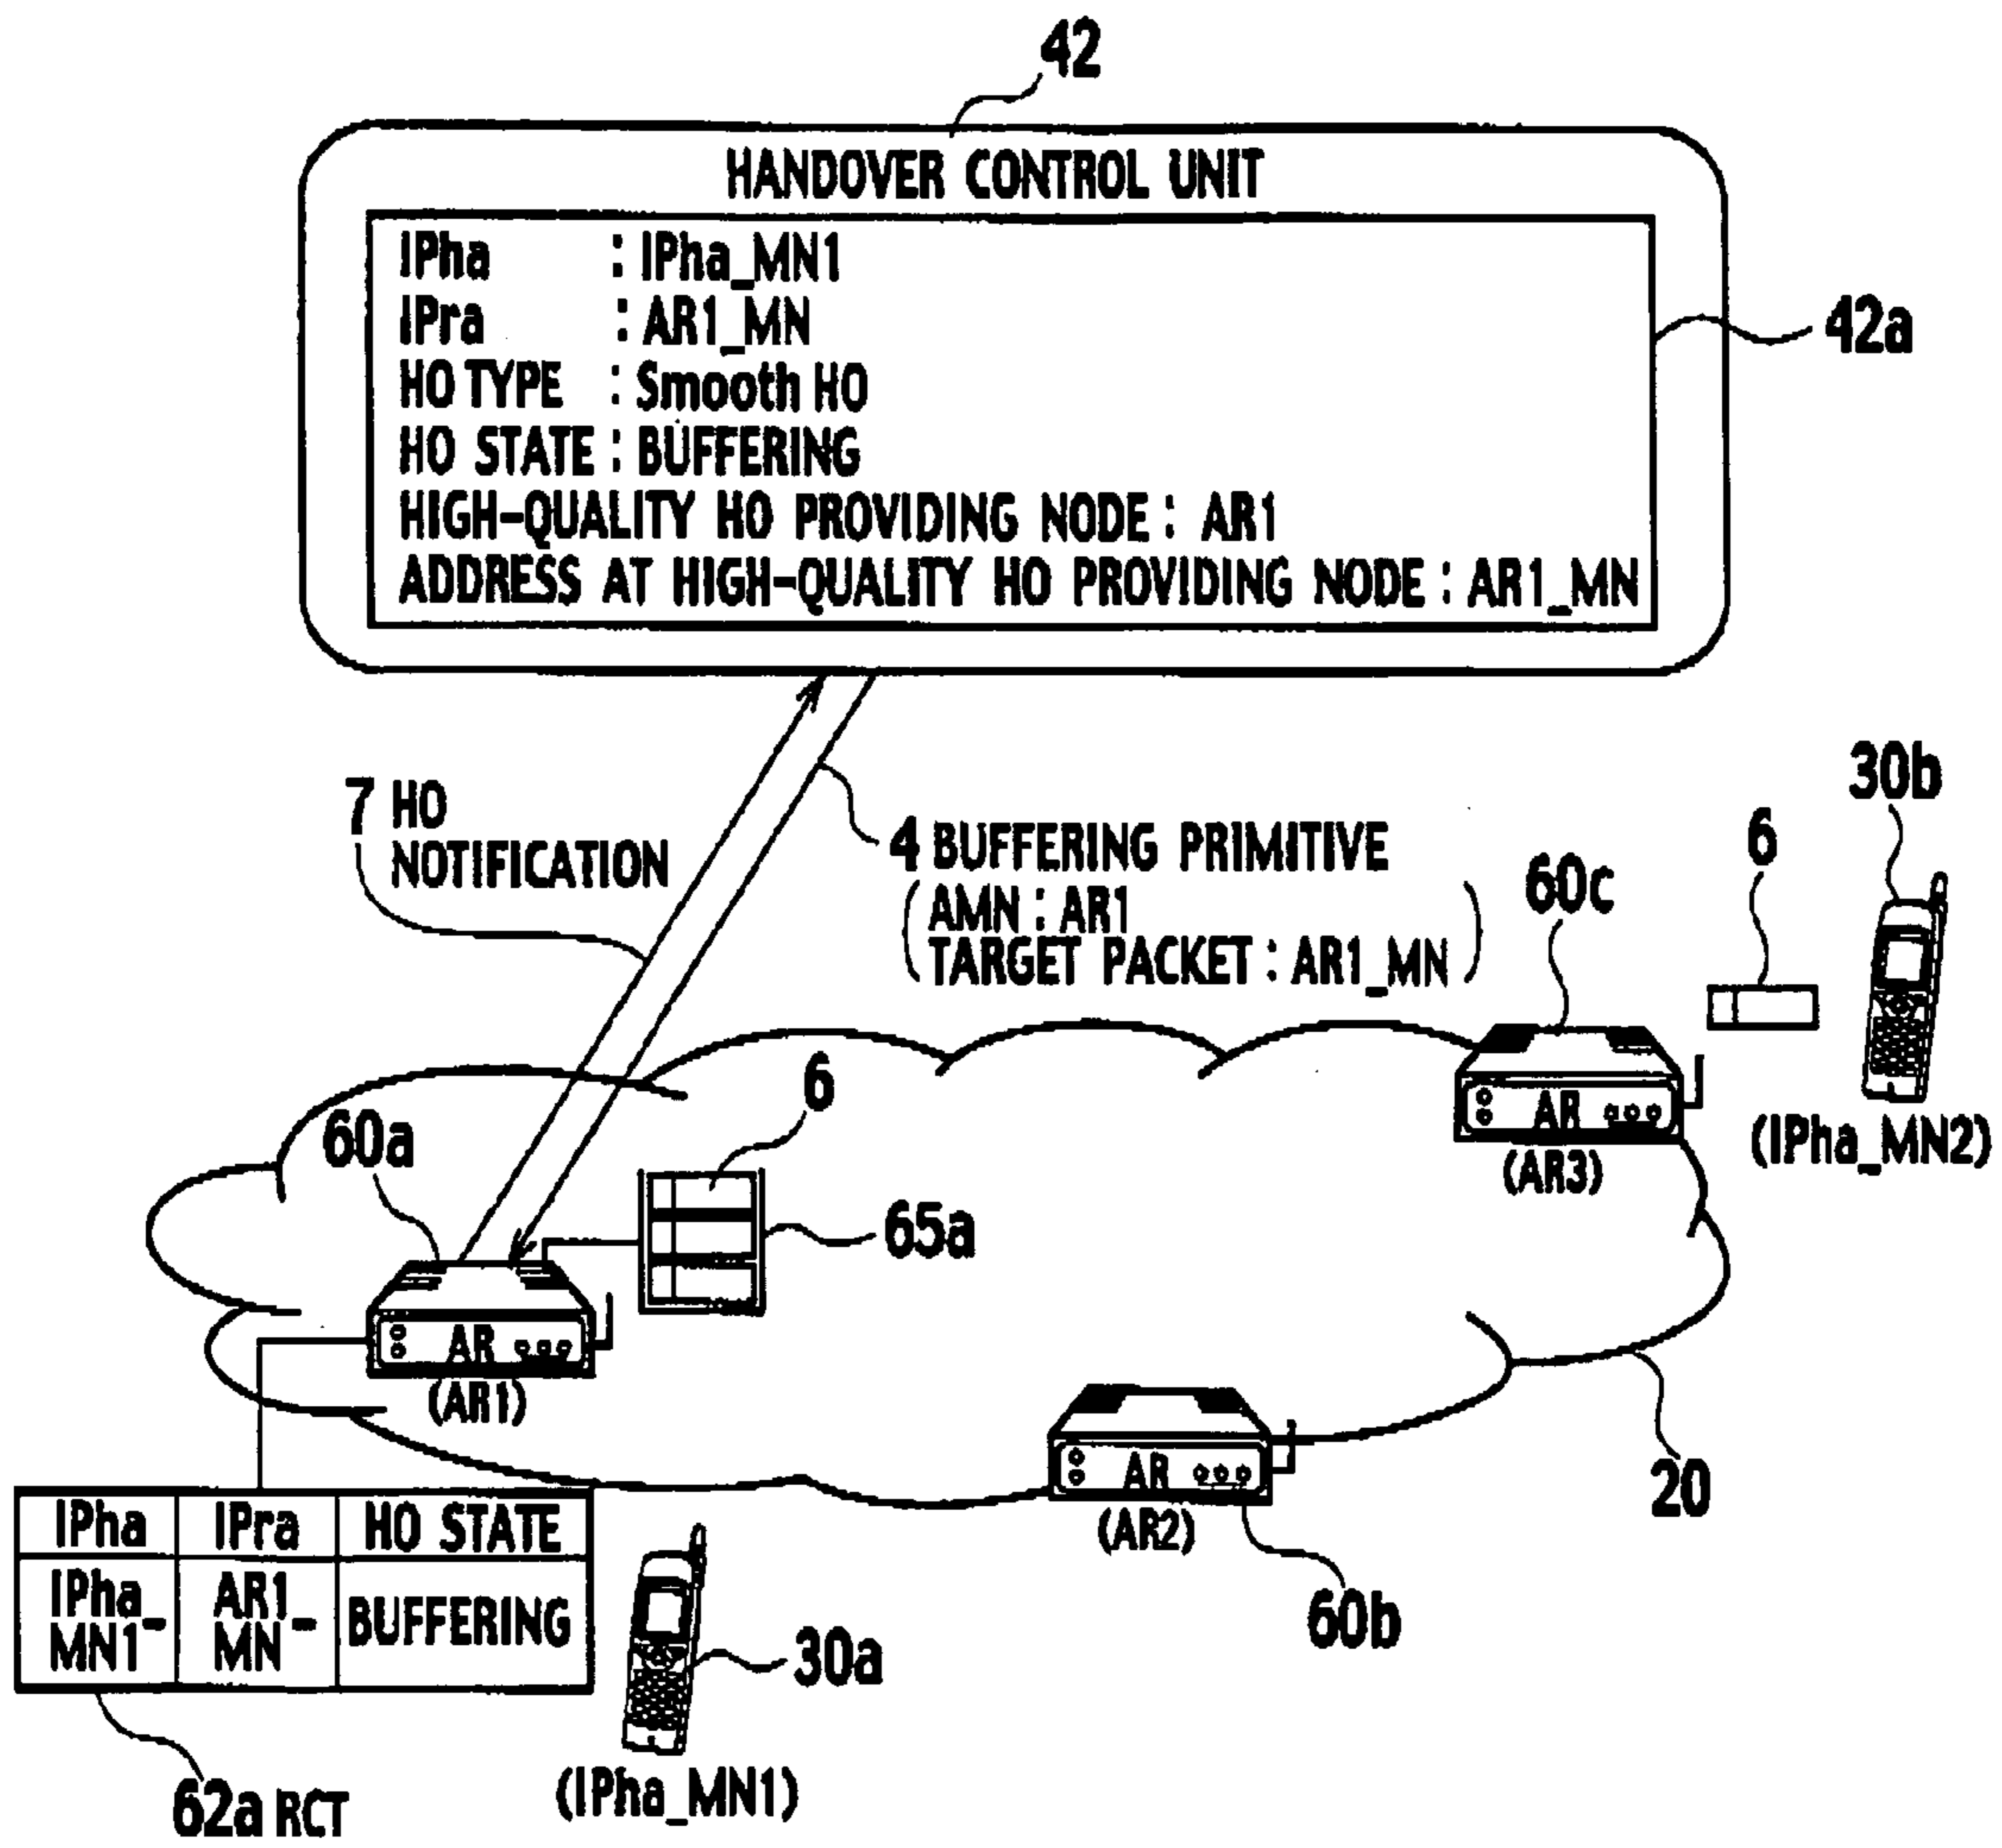 42
HANDOVER CONTROL UNIT
IPha : IPha_MN1
IPra : AR1_MN
HO TYPE : Smooth HO
HO STATE : BUFFERING
HIGH-QUALITY HO PROVIDING NODE : AR1
ADDRESS AT HIGH-QUALITY HO PROVIDING NODE : AR1_MN
42a
7 HO
NOTIFICATION
4 BUFFERING PRIMITIVE
(AMN : AR1
TARGET PACKET : AR1_MN)
60c
6
30b
(IPha_MN2)
AR
(AR3)
60a
6
65a
AR
(AR1)
AR
(AR2)
60b
20
IPha IPra HO STATE
IPha_ AR1_ BUFFERING
MN1 MN
62a RCT
30a
(IPha_MN1)